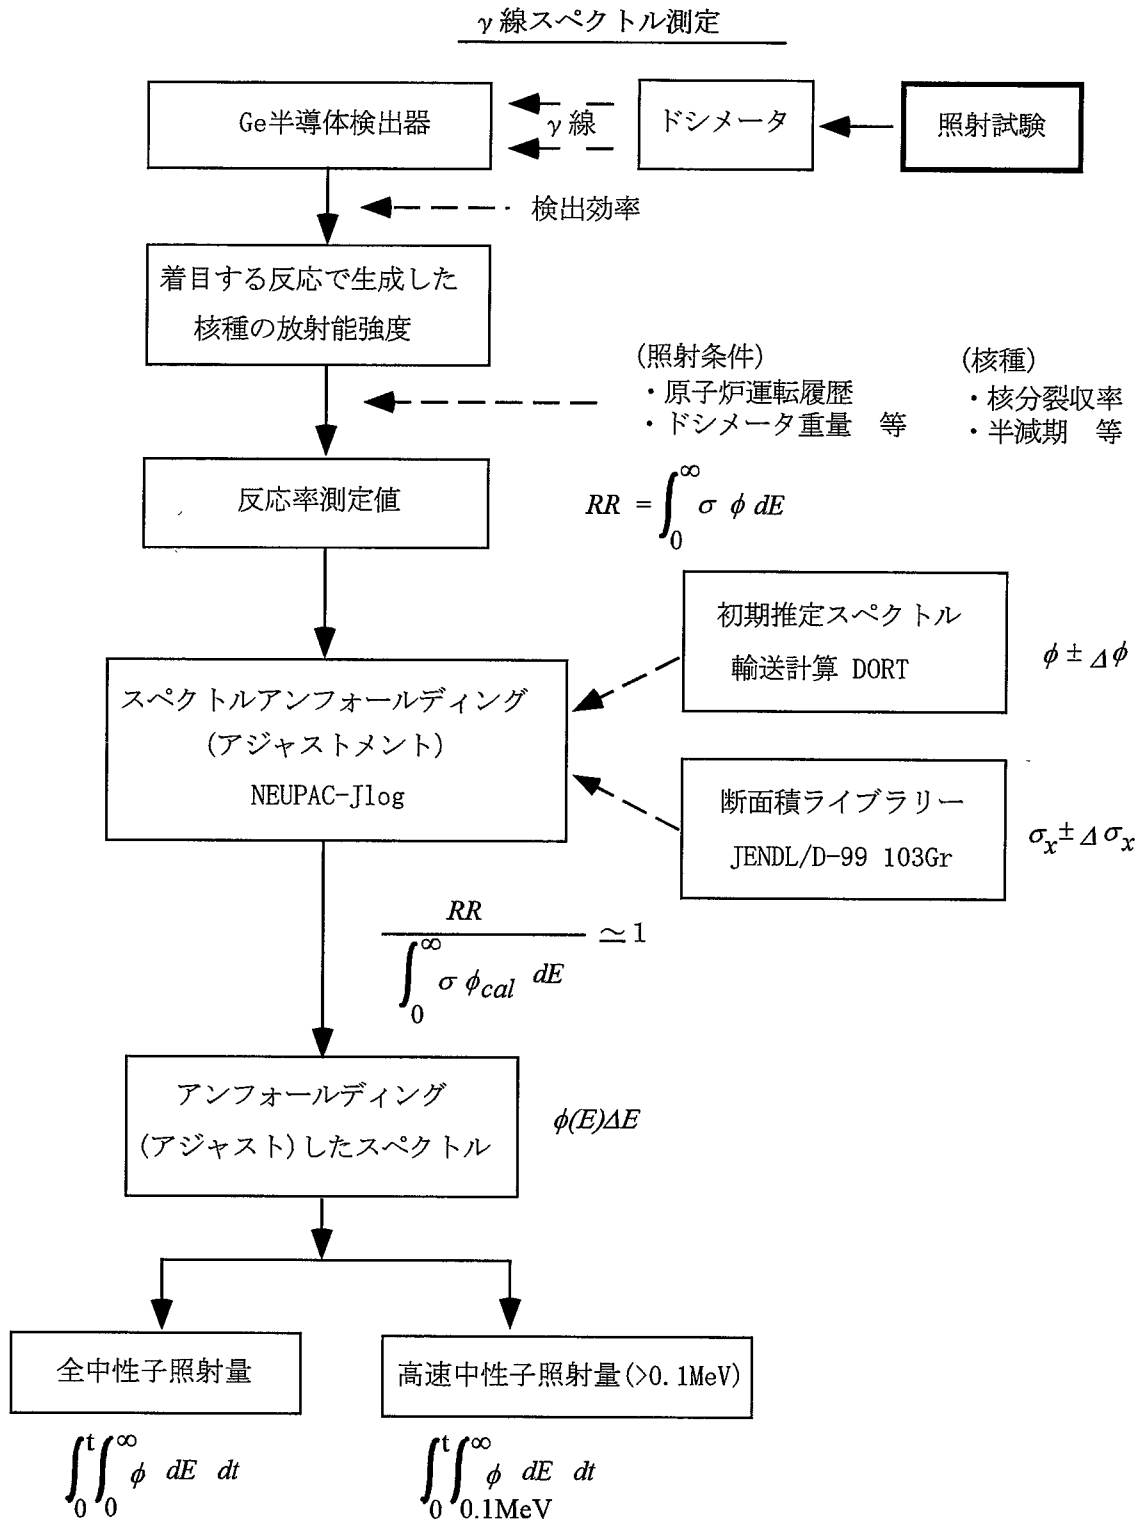 γ線スペクトル測定
Ge半導体検出器
γ線
ドシメータ
照射試験
検出効率
着目する反応で生成した
核種の放射能強度
(照射条件)
・原子炉運転履歴
・ドシメータ重量 等
(核種)
・核分裂収率
・半減期 等
反応率測定値
RR = ∫₀^∞ σ φ dE
初期推定スペクトル
輸送計算 DORT
φ ± Δφ
スペクトルアンフォールディング
(アジャストメント)
NEUPAC-Jlog
断面積ライブラリー
JENDL/D-99 103Gr
σx ± Δσx
RR
∫₀^∞ σ φcal dE
≃1
アンフォールディング
(アジャスト)したスペクトル
φ(E)ΔE
全中性子照射量
高速中性子照射量(>0.1MeV)
∫₀^t ∫₀^∞ φ dE dt
∫₀^t ∫0.1MeV^∞ φ dE dt